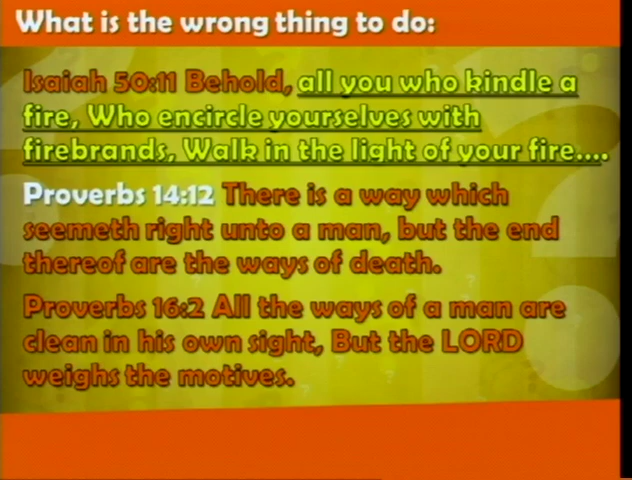 What is the wrong thing to do:
Isaiah 50:11 Behold, all you who kindle a
fire, Who encircle yourselves with
firebrands, Walk in the light of your fire....
Proverbs 14:12 There is a way which
seemeth right unto a man, but the end
thereof are the ways of death.
Proverbs 16:2 All the ways of a man are
clean in his own sight, But the LORD
weighs the motives.